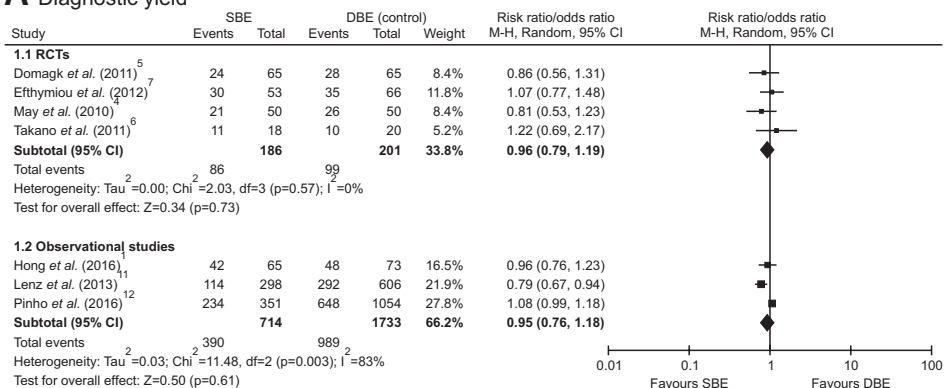 A Diagnostic yield
SBE DBE (control) Risk ratio/odds ratio Risk ratio/odds ratio
Study Events Total Events Total Weight M-H, Random, 95% CI M-H, Random, 95% CI
1.1 RCTs
Domagk et al. (2011)5 24 65 28 65 8.4% 0.86 (0.56, 1.31)
Efthymiou et al. (2012)7 30 53 35 66 11.8% 1.07 (0.77, 1.48)
May et al. (2010)4 21 50 26 50 8.4% 0.81 (0.53, 1.23)
Takano et al. (2011)6 11 18 10 20 5.2% 1.22 (0.69, 2.17)
Subtotal (95% CI) 186 201 33.8% 0.96 (0.79, 1.19)
Total events 86 99
Heterogeneity: Tau2=0.00; Chi2=2.03, df=3 (p=0.57); I2=0%
Test for overall effect: Z=0.34 (p=0.73)
1.2 Observational studies
Hong et al. (2016)1 42 65 48 73 16.5% 0.96 (0.76, 1.23)
Lenz et al. (2013)11 114 298 292 606 21.9% 0.79 (0.67, 0.94)
Pinho et al. (2016)12 234 351 648 1054 27.8% 1.08 (0.99, 1.18)
Subtotal (95% CI) 714 1733 66.2% 0.95 (0.76, 1.18)
Total events 390 989
Heterogeneity: Tau2=0.03; Chi2=11.48, df=2 (p=0.003); I2=83%
Test for overall effect: Z=0.50 (p=0.61)
0.01 0.1 1 10 100
Favours SBE Favours DBE